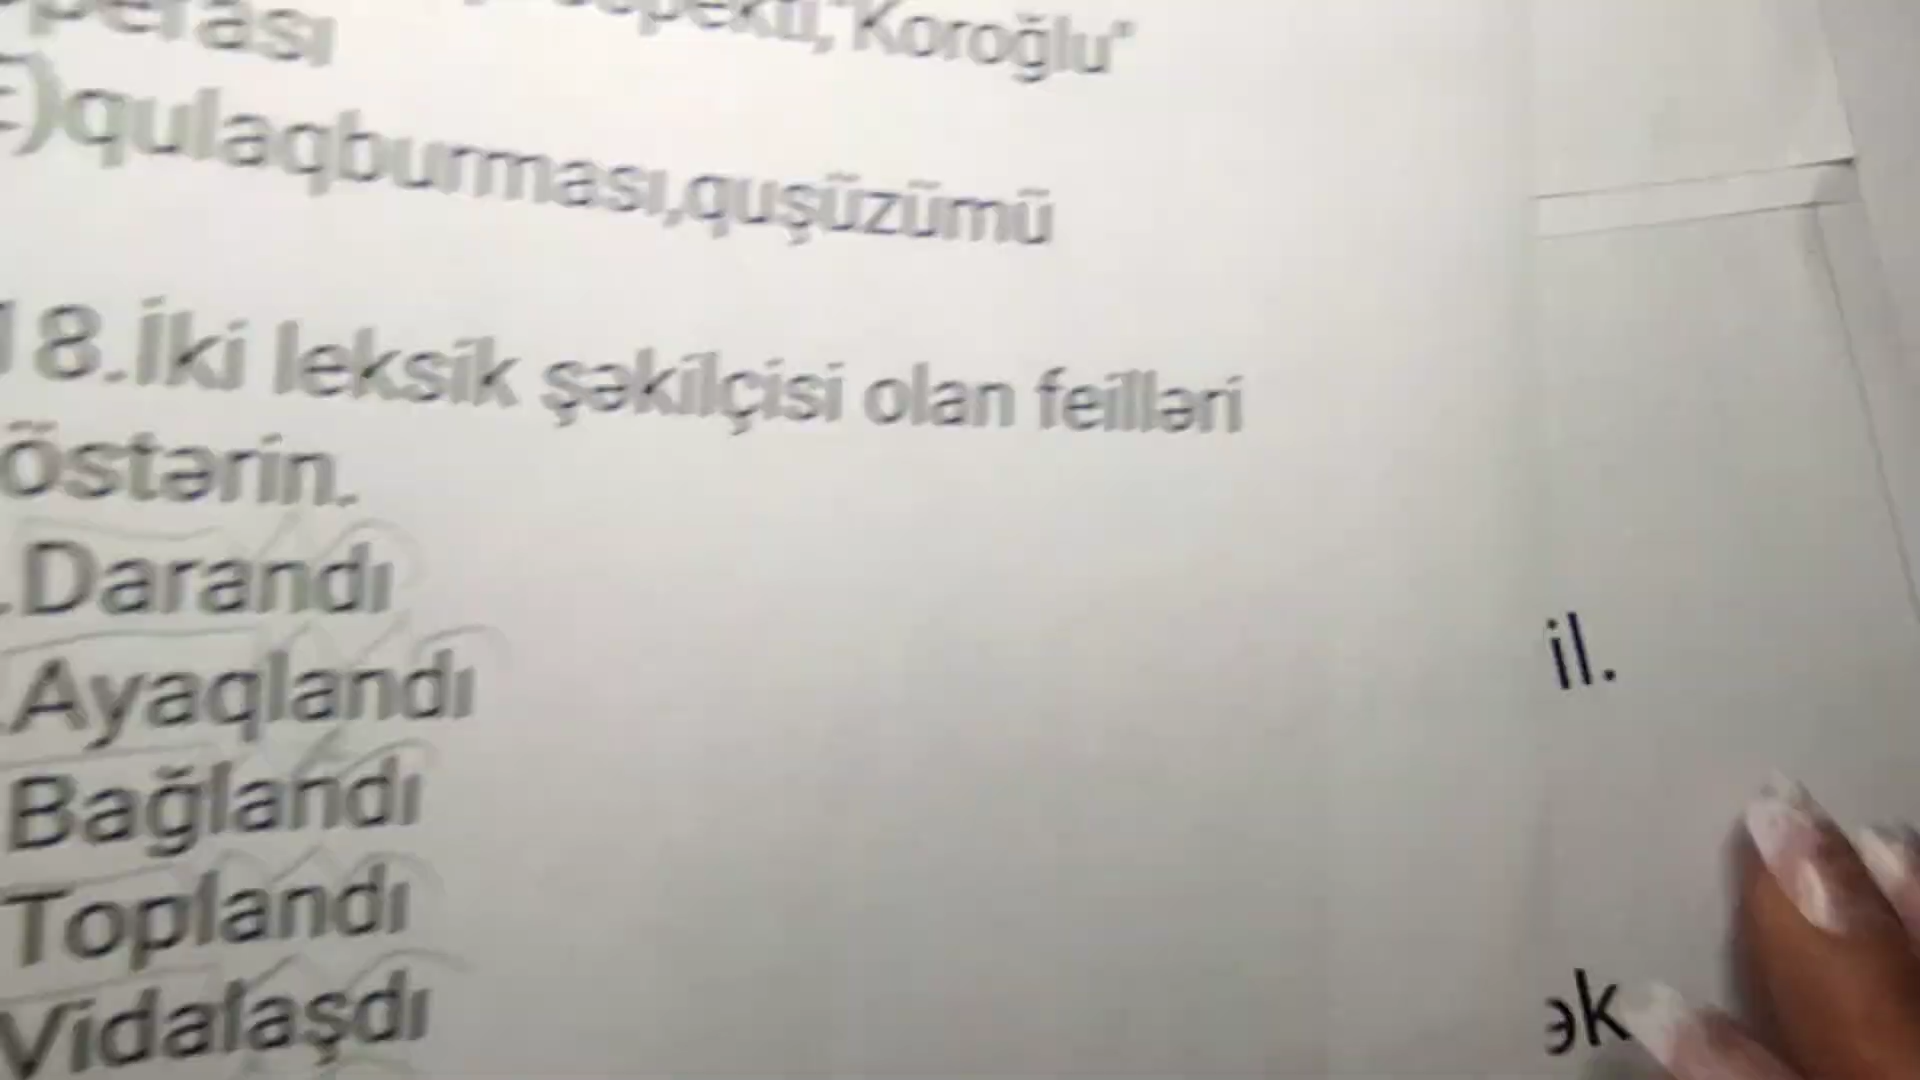 "Koroğlu"
qulaqburması,quşüzümü
18.İki leksik şəkilçisi olan feilləri
östərin.
.Darandı
.Ayaqlandı
Bağlandı
Toplandı
Vidalaşdı
il.
ək